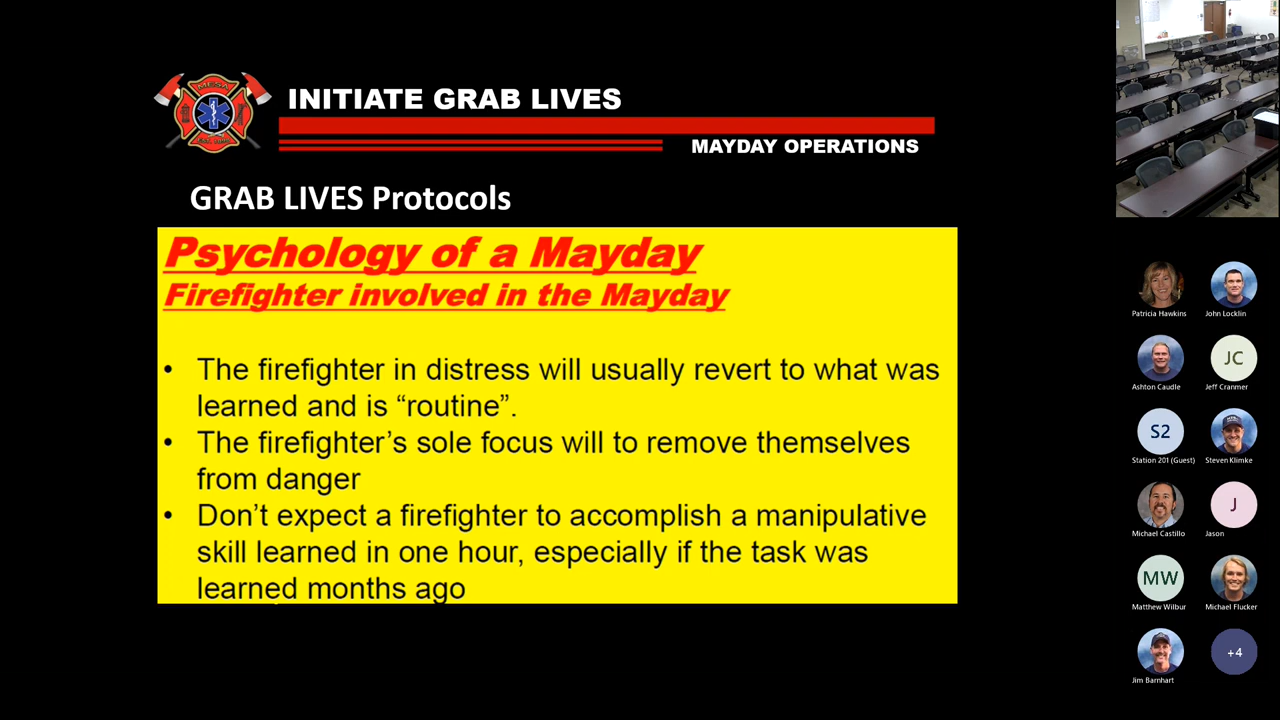 INITIATE GRAB LIVES
MAYDAY OPERATIONS
GRAB LIVES Protocols
Psychology of a Mayday
Firefighter involved in the Mayday
• The firefighter in distress will usually revert to what was
learned and is “routine”.
• The firefighter’s sole focus will to remove themselves
from danger
• Don’t expect a firefighter to accomplish a manipulative
skill learned in one hour, especially if the task was
learned months ago
Patricia Hawkins
John Locklin
Ashton Caudle
JC
Jeff Cranmer
S2
Station 201 (Guest)
Steven Klimke
Michael Castillo
J
Jason
MW
Matthew Wilbur
Michael Flucker
Jim Barnhart
+4